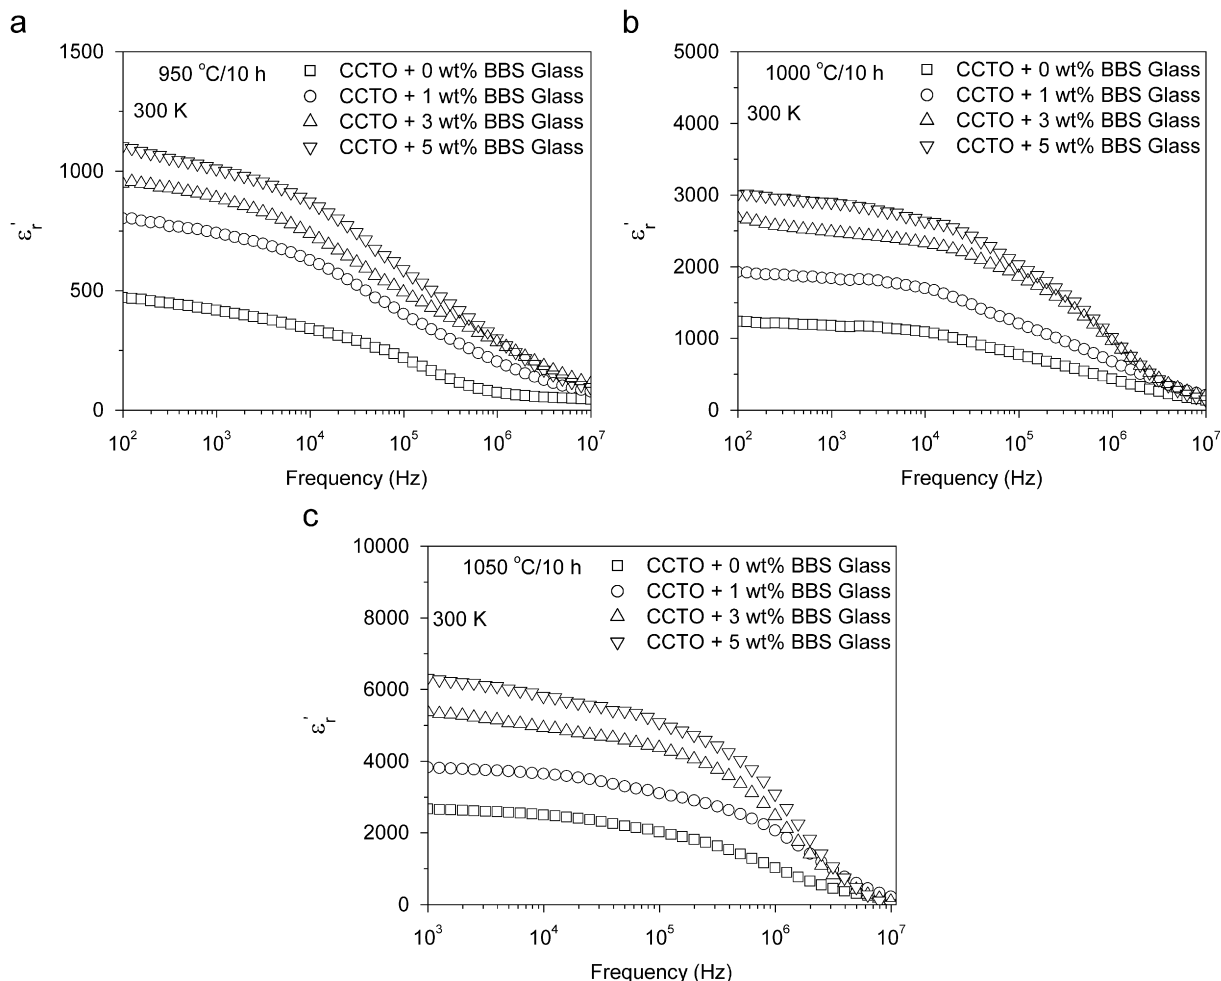 a
1500
1000
500
0
950 °C/10 h
300 K
CCTO + 0 wt% BBS Glass
CCTO + 1 wt% BBS Glass
CCTO + 3 wt% BBS Glass
CCTO + 5 wt% BBS Glass
εr'
10² 10³ 10⁴ 10⁵ 10⁶ 10⁷
Frequency (Hz)
b
5000
4000
3000
2000
1000
0
1000 °C/10 h
300 K
CCTO + 0 wt% BBS Glass
CCTO + 1 wt% BBS Glass
CCTO + 3 wt% BBS Glass
CCTO + 5 wt% BBS Glass
εr'
10² 10³ 10⁴ 10⁵ 10⁶ 10⁷
Frequency (Hz)
c
10000
8000
6000
4000
2000
0
1050 °C/10 h
300 K
CCTO + 0 wt% BBS Glass
CCTO + 1 wt% BBS Glass
CCTO + 3 wt% BBS Glass
CCTO + 5 wt% BBS Glass
εr'
10³ 10⁴ 10⁵ 10⁶ 10⁷
Frequency (Hz)